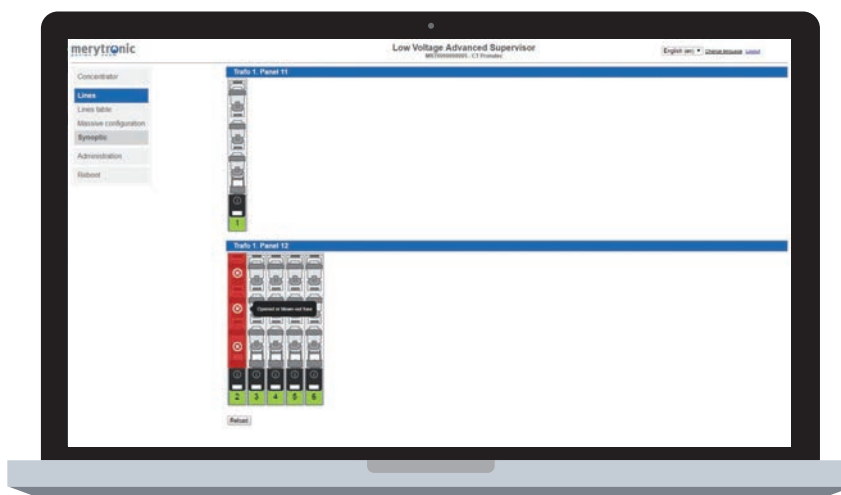 merytronic
Low Voltage Advanced Supervisor
English (en) Change language Logout
Concentrator
Lines
Lines table
Massive configuration
Synoptic
Administration
Reboot
Trafo 1. Panel 11
1
Trafo 1. Panel 12
Opened or blown out fuse
2 3 4 5 6
Reload